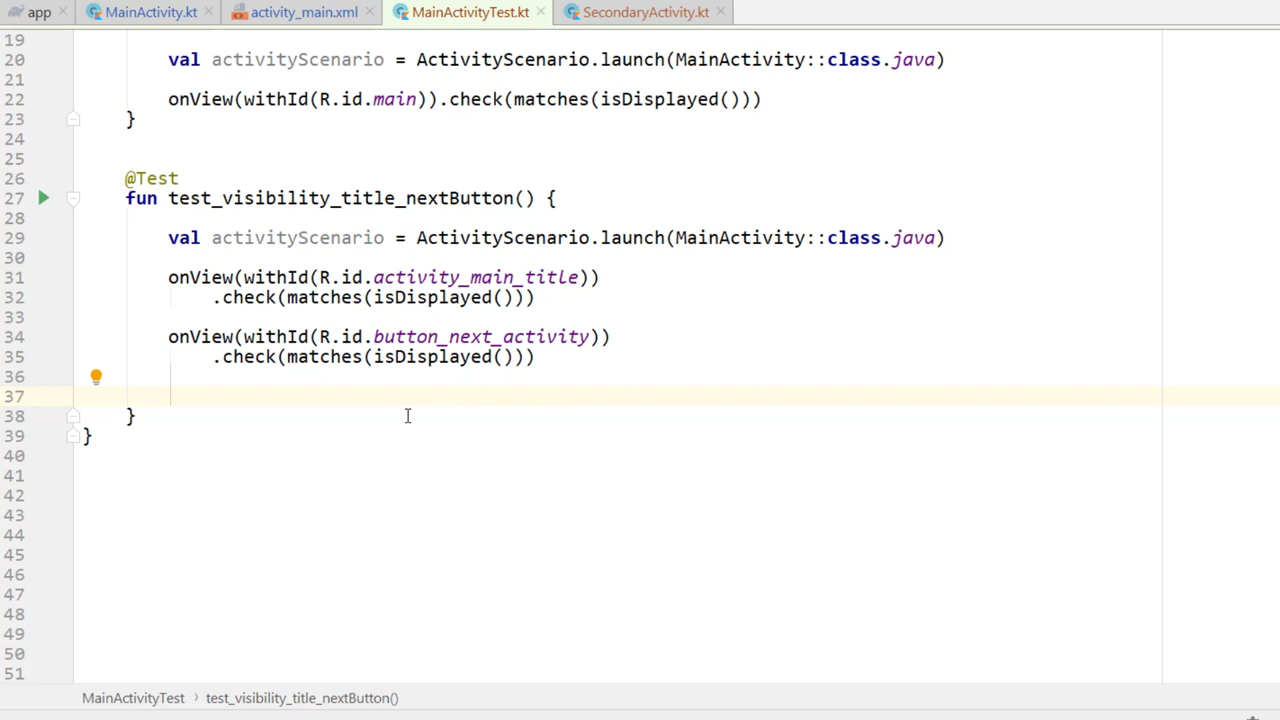 app MainActivity.kt activity_main.xml MainActivityTest.kt SecondaryActivity.kt
19
20 val activityScenario = ActivityScenario.launch(MainActivity::class.java)
21
22 onView(withId(R.id.main)).check(matches(isDisplayed()))
23 }
24
25
26 @Test
27 fun test_visibility_title_nextButton() {
28
29 val activityScenario = ActivityScenario.launch(MainActivity::class.java)
30
31 onView(withId(R.id.activity_main_title))
32 .check(matches(isDisplayed()))
33
34 onView(withId(R.id.button_next_activity))
35 .check(matches(isDisplayed()))
36
37
38 }
39 }
40
41
42
43
44
45
46
47
48
49
50
51
MainActivityTest › test_visibility_title_nextButton()